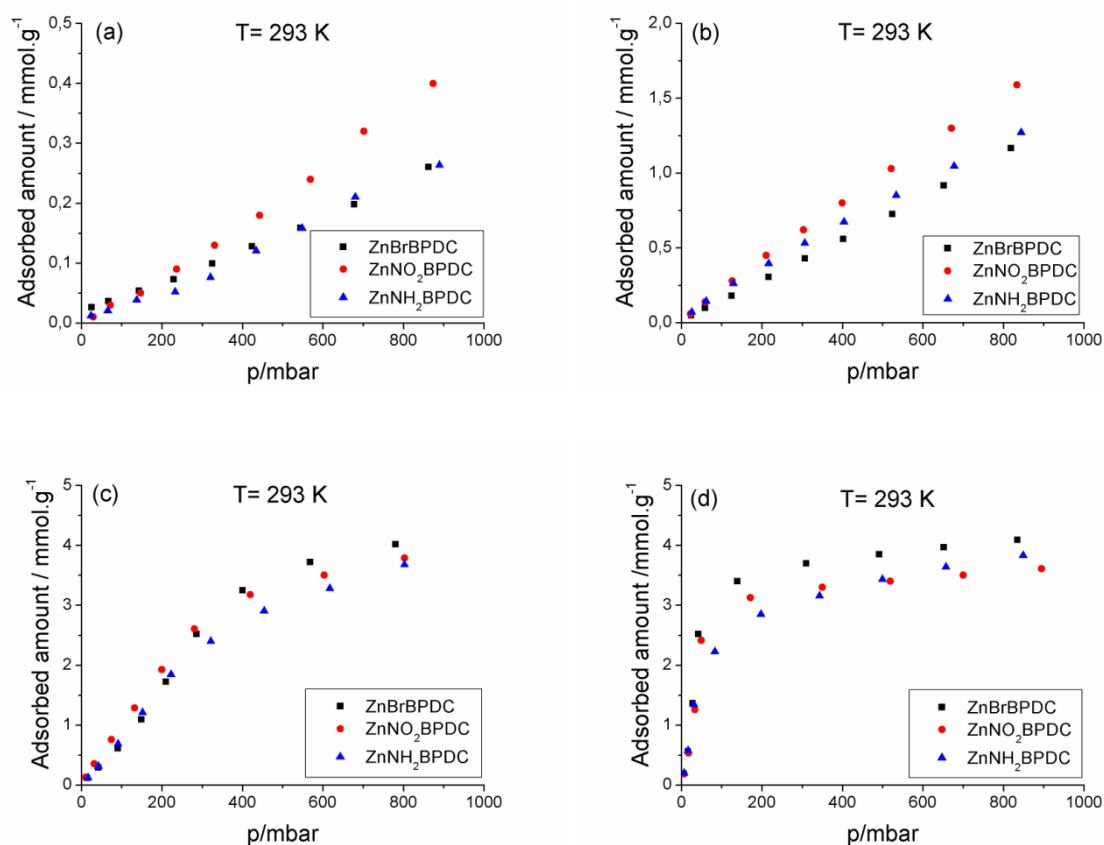 (a) T= 293 K
Adsorbed amount / mmol.g⁻¹
0,5
0,4
0,3
0,2
0,1
0,0
ZnBrBPDC
ZnNO₂BPDC
ZnNH₂BPDC
0 200 400 600 800 1000
p/mbar
(b) T= 293 K
Adsorbed amount / mmol.g⁻¹
2,0
1,5
1,0
0,5
0,0
ZnBrBPDC
ZnNO₂BPDC
ZnNH₂BPDC
0 200 400 600 800 1000
p/mbar
(c) T= 293 K
Adsorbed amount / mmol.g⁻¹
5
4
3
2
1
0
ZnBrBPDC
ZnNO₂BPDC
ZnNH₂BPDC
0 200 400 600 800 1000
p/mbar
(d) T= 293 K
Adsorbed amount /mmol.g⁻¹
5
4
3
2
1
0
ZnBrBPDC
ZnNO₂BPDC
ZnNH₂BPDC
0 200 400 600 800 1000
p/mbar